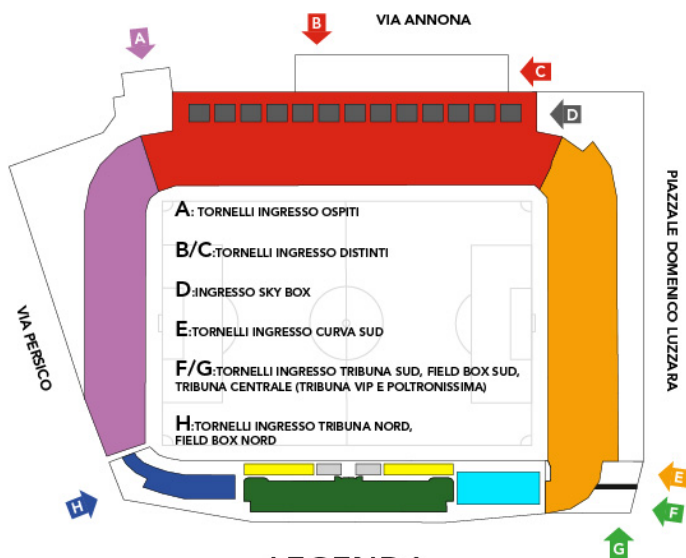 B
VIA ANNONA
A
C
D
A: TORNELLI INGRESSO OSPITI
B/C:TORNELLI INGRESSO DISTINTI
D:INGRESSO SKY BOX
E:TORNELLI INGRESSO CURVA SUD
F/G:TORNELLI INGRESSO TRIBUNA SUD, FIELD BOX SUD,
TRIBUNA CENTRALE (TRIBUNA VIP E POLTRONISSIMA)
H:TORNELLI INGRESSO TRIBUNA NORD,
FIELD BOX NORD
PIAZZALE DOMENICO LUZZARA
VIA PERSICO
E
H
F
G